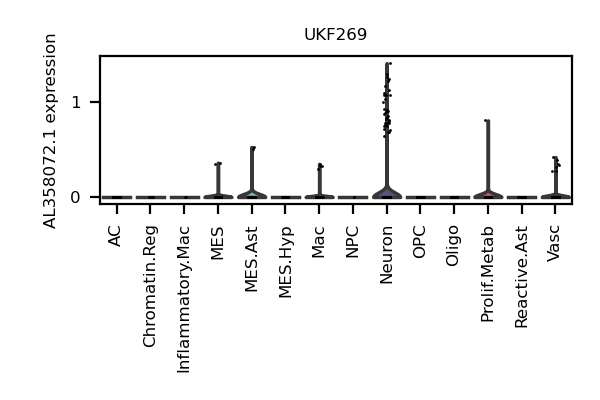 UKF269
AL358072.1 expression
1
0
AC
Chromatin.Reg
Inflammatory.Mac
MES
MES.Ast
MES.Hyp
Mac
NPC
Neuron
OPC
Oligo
Prolif.Metab
Reactive.Ast
Vasc